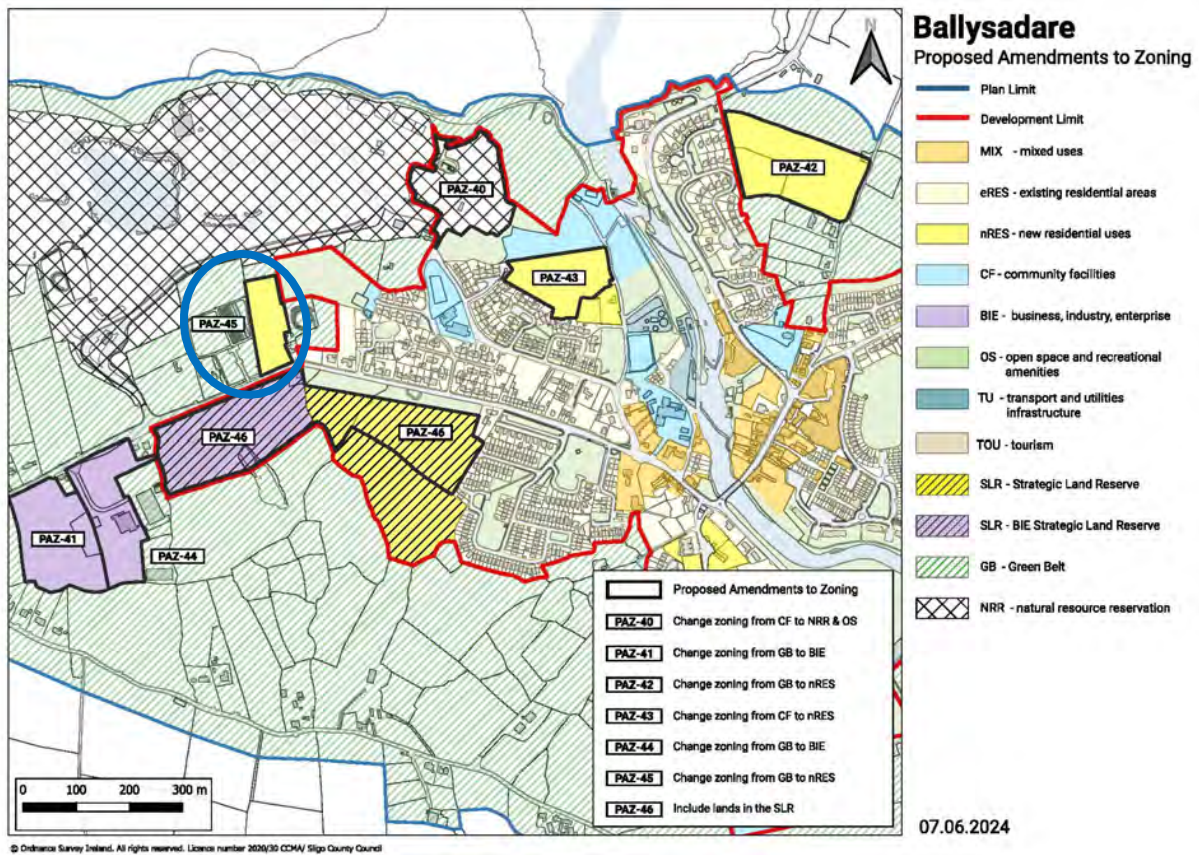 Ballysadare
Proposed Amendments to Zoning
Plan Limit
Development Limit
MIX - mixed uses
eRES - existing residential areas
nRES - new residential uses
CF - community facilities
BIE - business, industry, enterprise
OS - open space and recreational
amenities
TU - transport and utilities
infrastructure
TOU - tourism
SLR - Strategic Land Reserve
SLR - BIE Strategic Land Reserve
GB - Green Belt
NRR - natural resource reservation
07.06.2024
N
PAZ-40
PAZ-42
PAZ-43
PAZ-45
PAZ-46
PAZ-46
PAZ-41
PAZ-44
Proposed Amendments to Zoning
PAZ-40 Change zoning from CF to NRR & OS
PAZ-41 Change zoning from GB to BIE
PAZ-42 Change zoning from GB to nRES
PAZ-43 Change zoning from CF to nRES
PAZ-44 Change zoning from GB to BIE
PAZ-45 Change zoning from GB to nRES
PAZ-46 Include lands in the SLR
0 100 200 300 m
© Ordnance Survey Ireland. All rights reserved. Licence number 2020/30 CCMA/ Sligo County Council